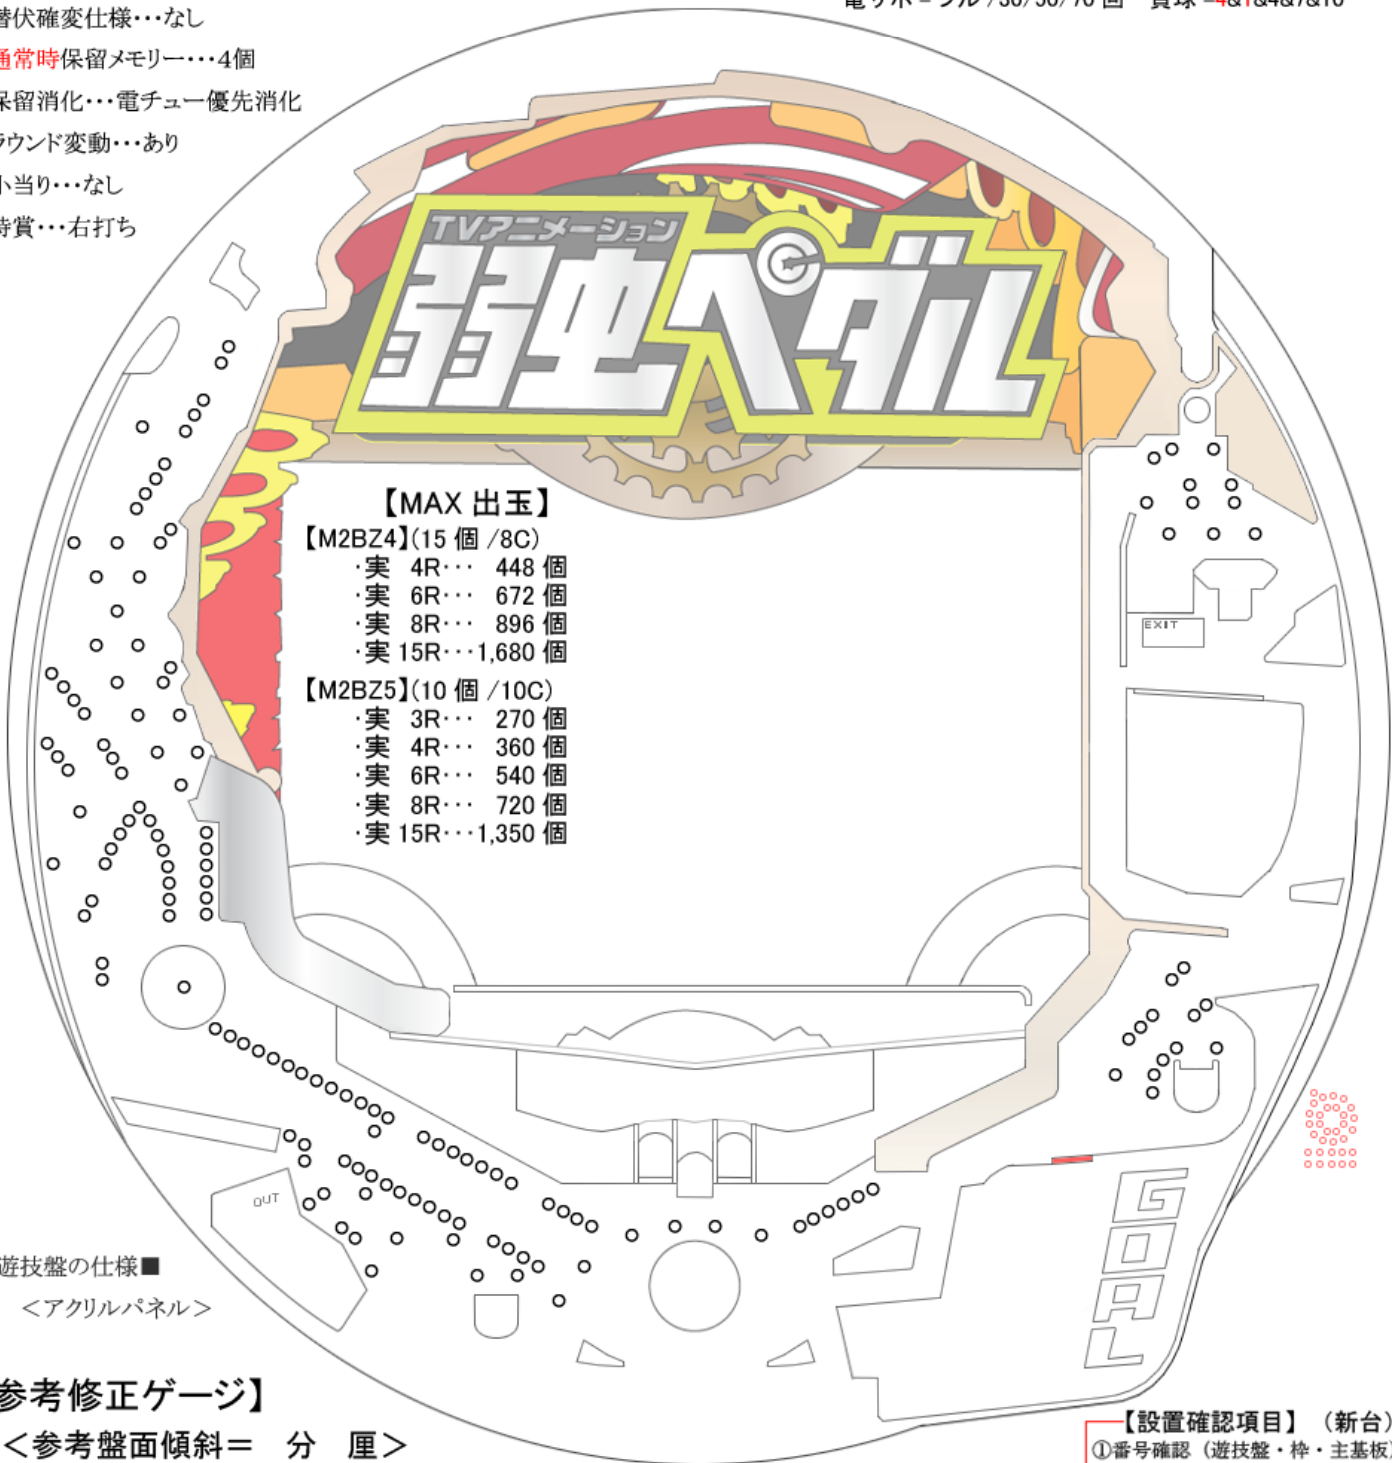 潜伏確変仕様･･･なし
通常時保留メモリー･･･4個
保留消化･･･電チュー優先消化
ラウンド変動･･･あり
小当り･･･なし
特賞･･･右打ち
TVアニメーション
弱虫ペダル
【MAX 出玉】
【M2BZ4】(15 個 /8C)
･実 4R･･･ 448 個
･実 6R･･･ 672 個
･実 8R･･･ 896 個
･実 15R･･･1,680 個
【M2BZ5】(10 個 /10C)
･実 3R･･･ 270 個
･実 4R･･･ 360 個
･実 6R･･･ 540 個
･実 8R･･･ 720 個
･実 15R･･･1,350 個
EXIT
OUT
GOAL
遊技盤の仕様■
＜アクリルパネル＞
参考修正ゲージ】
＜参考盤面傾斜＝ 分 厘＞
【設置確認項目】 （新台）
①番号確認（遊技盤・枠・主基板）